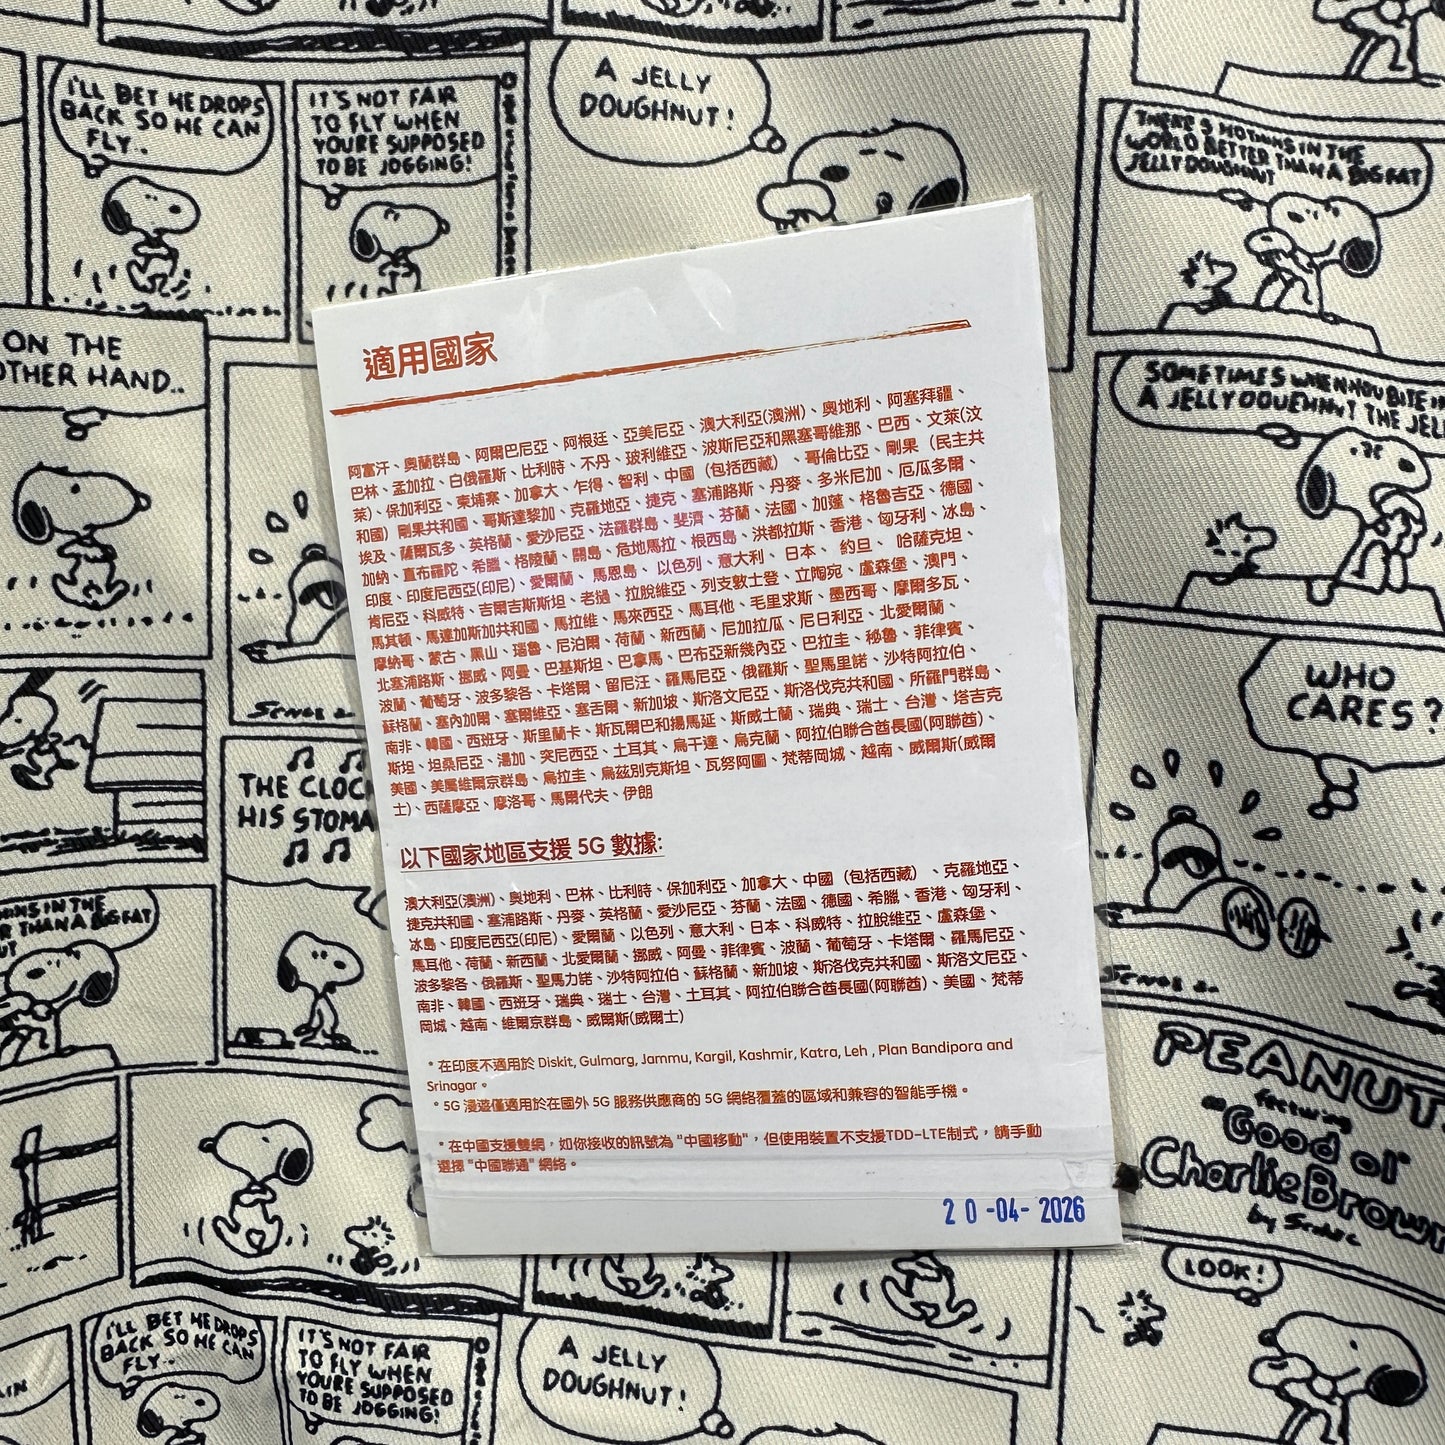 適用國家
阿富汗、奧蘭群島、阿爾巴尼亞、阿根廷、亞美尼亞、澳大利亞(澳洲)、奧地利、阿塞拜疆、
巴林、孟加拉、白俄羅斯、比利時、不丹、玻利維亞、波斯尼亞和黑塞哥維那、巴西、文萊(汶
萊)、保加利亞、柬埔寨、加拿大、乍得、智利、中國（包括西藏）、哥倫比亞、剛果（民主共
和國）剛果共和國、哥斯達黎加、克羅地亞、捷克、塞浦路斯、丹麥、多米尼加、厄瓜多爾、
埃及、薩爾瓦多、英格蘭、愛沙尼亞、法羅群島、斐濟、芬蘭、法國、加蓬、格魯吉亞、德國、
加納、直布羅陀、希臘、格陵蘭、關島、危地馬拉、根西島、洪都拉斯、香港、匈牙利、冰島、
印度、印度尼西亞(印尼)、愛爾蘭、馬恩島、以色列、意大利、日本、約旦、哈薩克坦、
肯尼亞、科威特、吉爾吉斯斯坦、老撾、拉脫維亞、列支敦士登、立陶宛、盧森堡、澳門、
馬其頓、馬達加斯加共和國、馬拉維、馬來西亞、馬耳他、毛里求斯、墨西哥、摩爾多瓦、
摩納哥、蒙古、黑山、瑙魯、尼泊爾、荷蘭、新西蘭、尼加拉瓜、尼日利亞、北愛爾蘭、
北塞浦路斯、挪威、阿曼、巴基斯坦、巴拿馬、巴布亞新幾內亞、巴拉圭、秘魯、菲律賓、
波蘭、葡萄牙、波多黎各、卡塔爾、留尼汪、羅馬尼亞、俄羅斯、聖馬里諾、沙特阿拉伯、
蘇格蘭、塞內加爾、塞爾維亞、塞舌爾、新加坡、斯洛文尼亞、斯洛伐克共和國、所羅門群島、
南非、韓國、西班牙、斯里蘭卡、斯瓦爾巴和揚馬延、斯威士蘭、瑞典、瑞士、台灣、塔吉克
斯坦、坦桑尼亞、湯加、突尼西亞、土耳其、烏干達、烏克蘭、阿拉伯聯合酋長國(阿聯酋)、
美國、美屬維爾京群島、烏拉圭、烏茲別克斯坦、瓦努阿圖、梵蒂岡城、越南、威爾斯(威爾
士)、西薩摩亞、摩洛哥、馬爾代夫、伊朗
以下國家地區支援 5G 數據:
澳大利亞(澳洲)、奧地利、巴林、比利時、保加利亞、加拿大、中國（包括西藏）、克羅地亞、
捷克共和國、塞浦路斯、丹麥、英格蘭、愛沙尼亞、芬蘭、法國、德國、希臘、香港、匈牙利、
冰島、印度尼西亞(印尼)、愛爾蘭、以色列、意大利、日本、科威特、拉脫維亞、盧森堡、
馬耳他、荷蘭、新西蘭、北愛爾蘭、挪威、阿曼、菲律賓、波蘭、葡萄牙、卡塔爾、羅馬尼亞、
波多黎各、俄羅斯、聖馬力諾、沙特阿拉伯、蘇格蘭、新加坡、斯洛伐克共和國、斯洛文尼亞、
南非、韓國、西班牙、瑞典、瑞士、台灣、土耳其、阿拉伯聯合酋長國(阿聯酋)、美國、梵蒂
岡城、越南、維爾京群島、威爾斯(威爾士)
* 在印度不適用於 Diskit, Gulmarg, Jammu, Kargil, Kashmir, Katra, Leh , Plan Bandipora and
Srinagar。
* 5G 漫遊僅適用於在國外 5G 服務供應商的 5G 網絡覆蓋的區域和兼容的智能手機。
* 在中國支援雙網，如你接收的訊號為 "中國移動"，但使用裝置不支援TDD-LTE制式，請手動
選擇 "中國聯通" 網絡。
20-04-2026
I'LL BET HE DROPS
BACK SO HE CAN
FLY..
IT'S NOT FAIR
TO FLY WHEN
YOU'RE SUPPOSED
TO BE JOGGING!
A JELLY
DOUGHNUT!
THERE'S NOTHING IN THE
WORLD BETTER THAN A BIG FAT
JELLY DOUGHNUT
ON THE
OTHER HAND..
SOMETIMES WHEN YOU BITE IN
A JELLY DOUGHNUT THE JEL
WHO
CARES?
THE CLOC
HIS STOMA
PEANUTS
featuring
"Good ol'
Charlie Brown
by Schulz
LOOK!
I'LL BET HE DROPS
BACK SO HE CAN
FLY..
IT'S NOT FAIR
TO FLY WHEN
YOU'RE SUPPOSED
TO BE JOGGING!
A JELLY
DOUGHNUT!